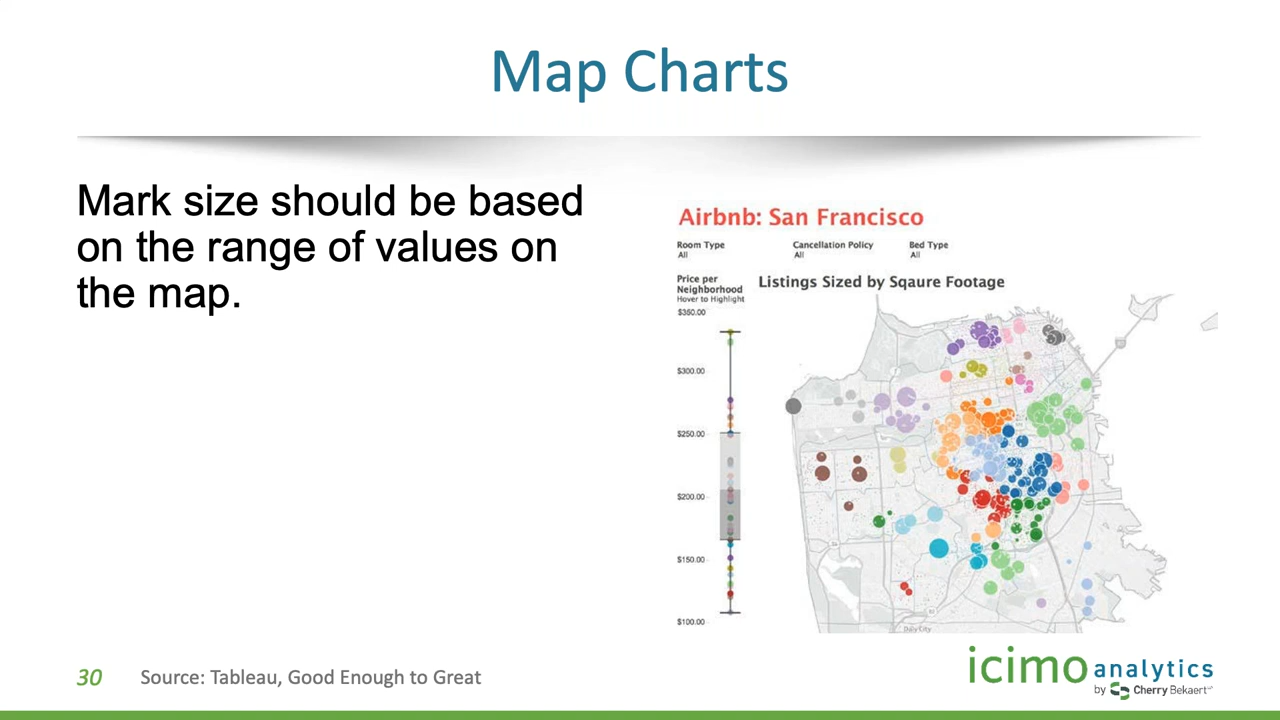 Map Charts
Mark size should be based
on the range of values on
the map.
Airbnb: San Francisco
Room Type
All
Cancellation Policy
All
Bed Type
All
Price per
Neighborhood
Hover to Highlight
Listings Sized by Sqaure Footage
$350.00
$300.00
$250.00
$200.00
$150.00
$100.00
Daly City
30
Source: Tableau, Good Enough to Great
icimo analytics
by Cherry Bekaert